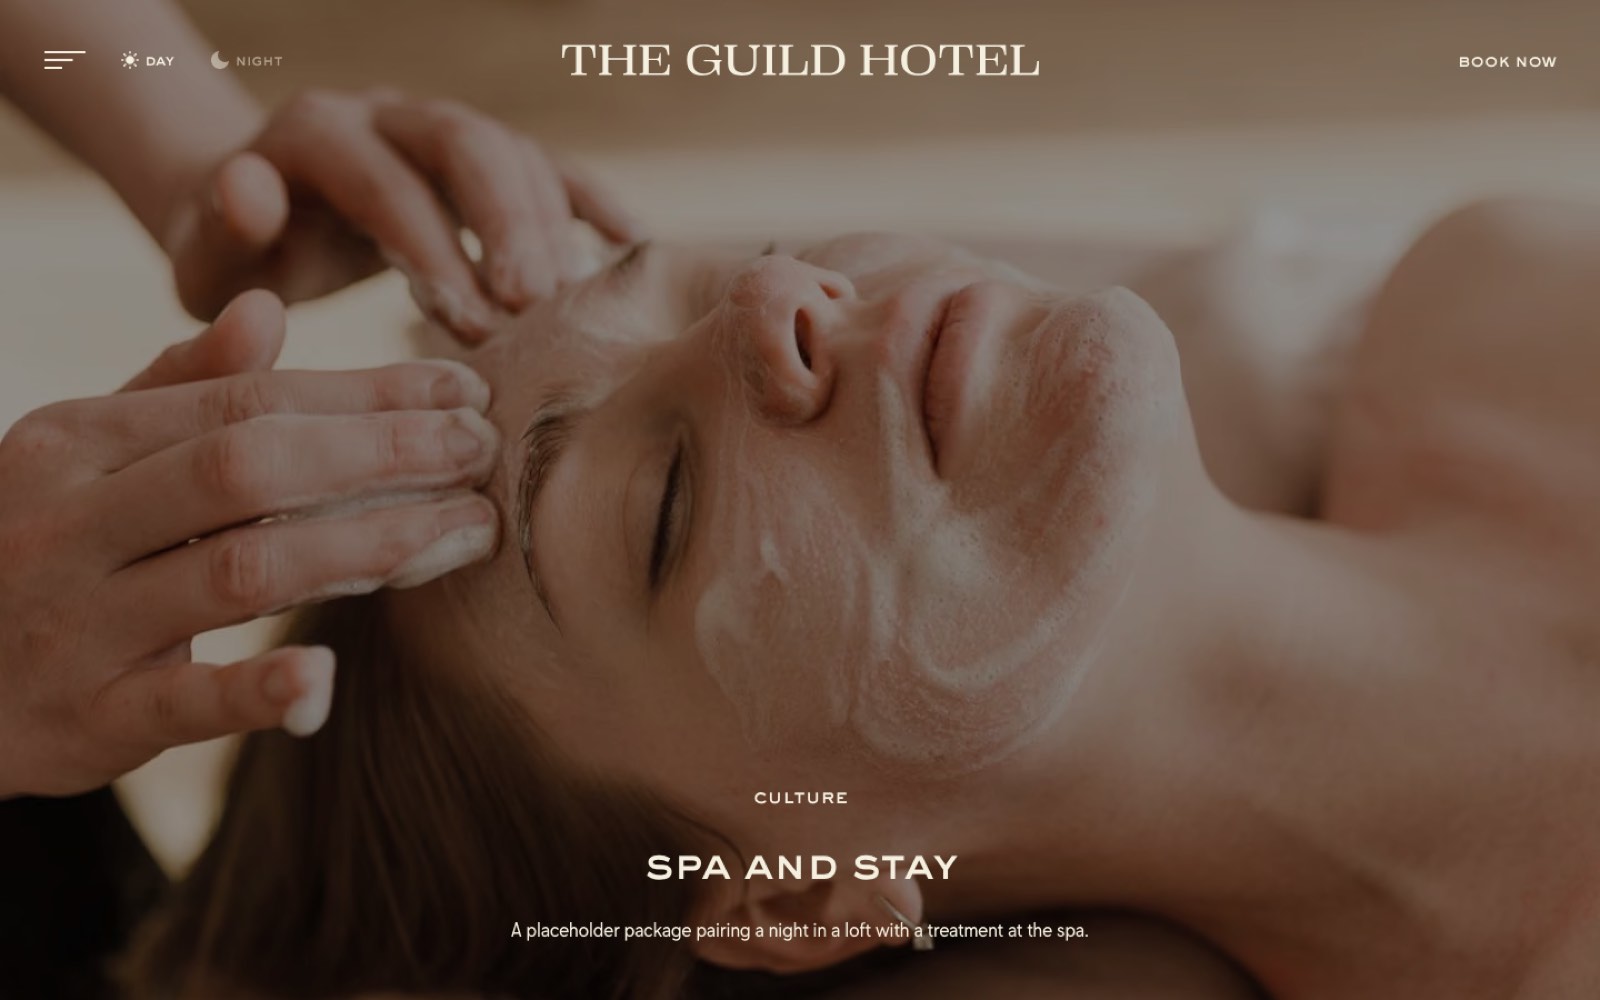 DAY
NIGHT
THE GUILD HOTEL
BOOK NOW
CULTURE
SPA AND STAY
A placeholder package pairing a night in a loft with a treatment at the spa.